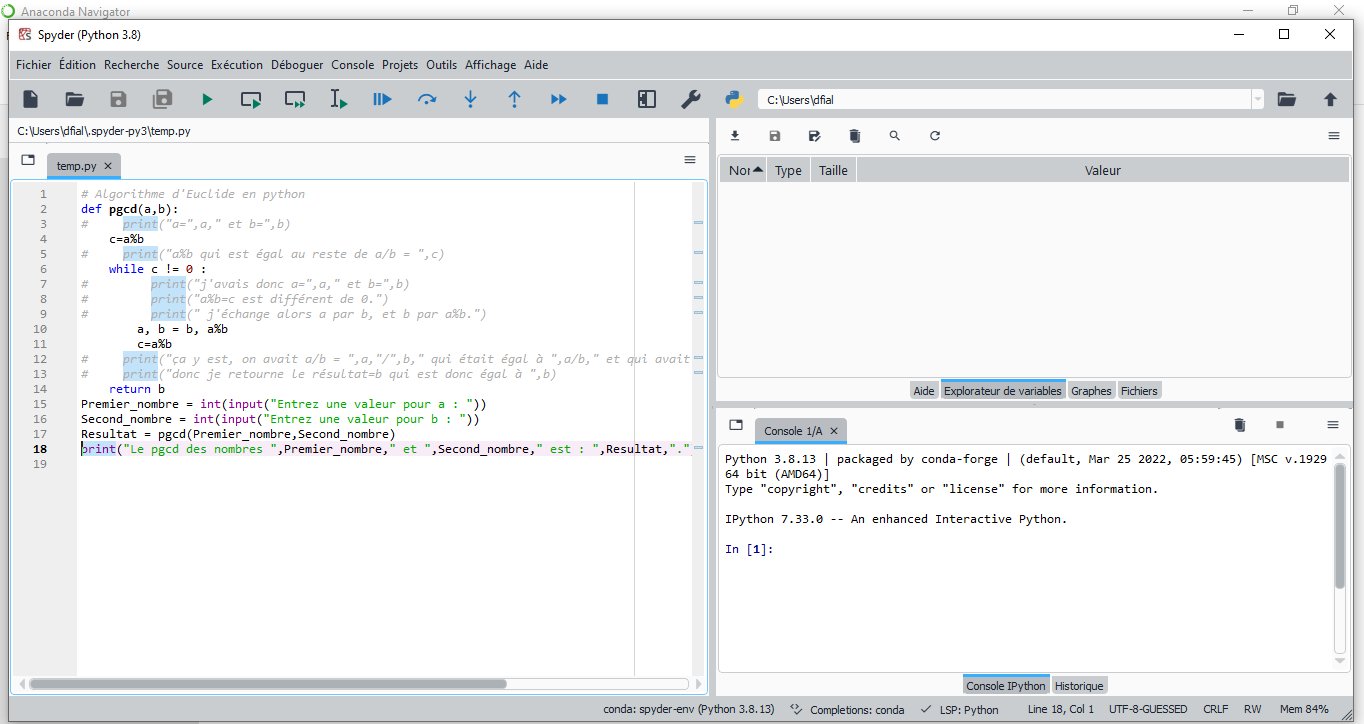 Anaconda Navigator
Spyder (Python 3.8)
Fichier Édition Recherche Source Exécution Déboguer Console Projets Outils Affichage Aide
C:\Users\dfial
C:\Users\dfial\.spyder-py3\temp.py
temp.py
1 # Algorithme d'Euclide en python
2 def pgcd(a,b):
3 #     print("a=",a," et b=",b)
4     c=a%b
5 #     print("a%b qui est égal au reste de a/b = ",c)
6     while c != 0 :
7 #         print("j'avais donc a=",a," et b=",b)
8 #         print("a%b=c est différent de 0.")
9 #         print(" j'échange alors a par b, et b par a%b.")
10         a, b = b, a%b
11         c=a%b
12 #     print("ça y est, on avait a/b = ",a,"/",b," qui était égal à ",a/b," et qui avait
13 #     print("donc je retourne le résultat=b qui est donc égal à ",b)
14     return b
15 Premier_nombre = int(input("Entrez une valeur pour a : "))
16 Second_nombre = int(input("Entrez une valeur pour b : "))
17 Resultat = pgcd(Premier_nombre,Second_nombre)
18 print("Le pgcd des nombres ",Premier_nombre," et ",Second_nombre," est : ",Resultat,"."
19
Nor Type Taille Valeur
Aide Explorateur de variables Graphes Fichiers
Console 1/A
Python 3.8.13 | packaged by conda-forge | (default, Mar 25 2022, 05:59:45) [MSC v.1929
64 bit (AMD64)]
Type "copyright", "credits" or "license" for more information.
IPython 7.33.0 -- An enhanced Interactive Python.
In [1]:
Console IPython Historique
conda: spyder-env (Python 3.8.13) Completions: conda LSP: Python Line 18, Col 1 UTF-8-GUESSED CRLF RW Mem 84%